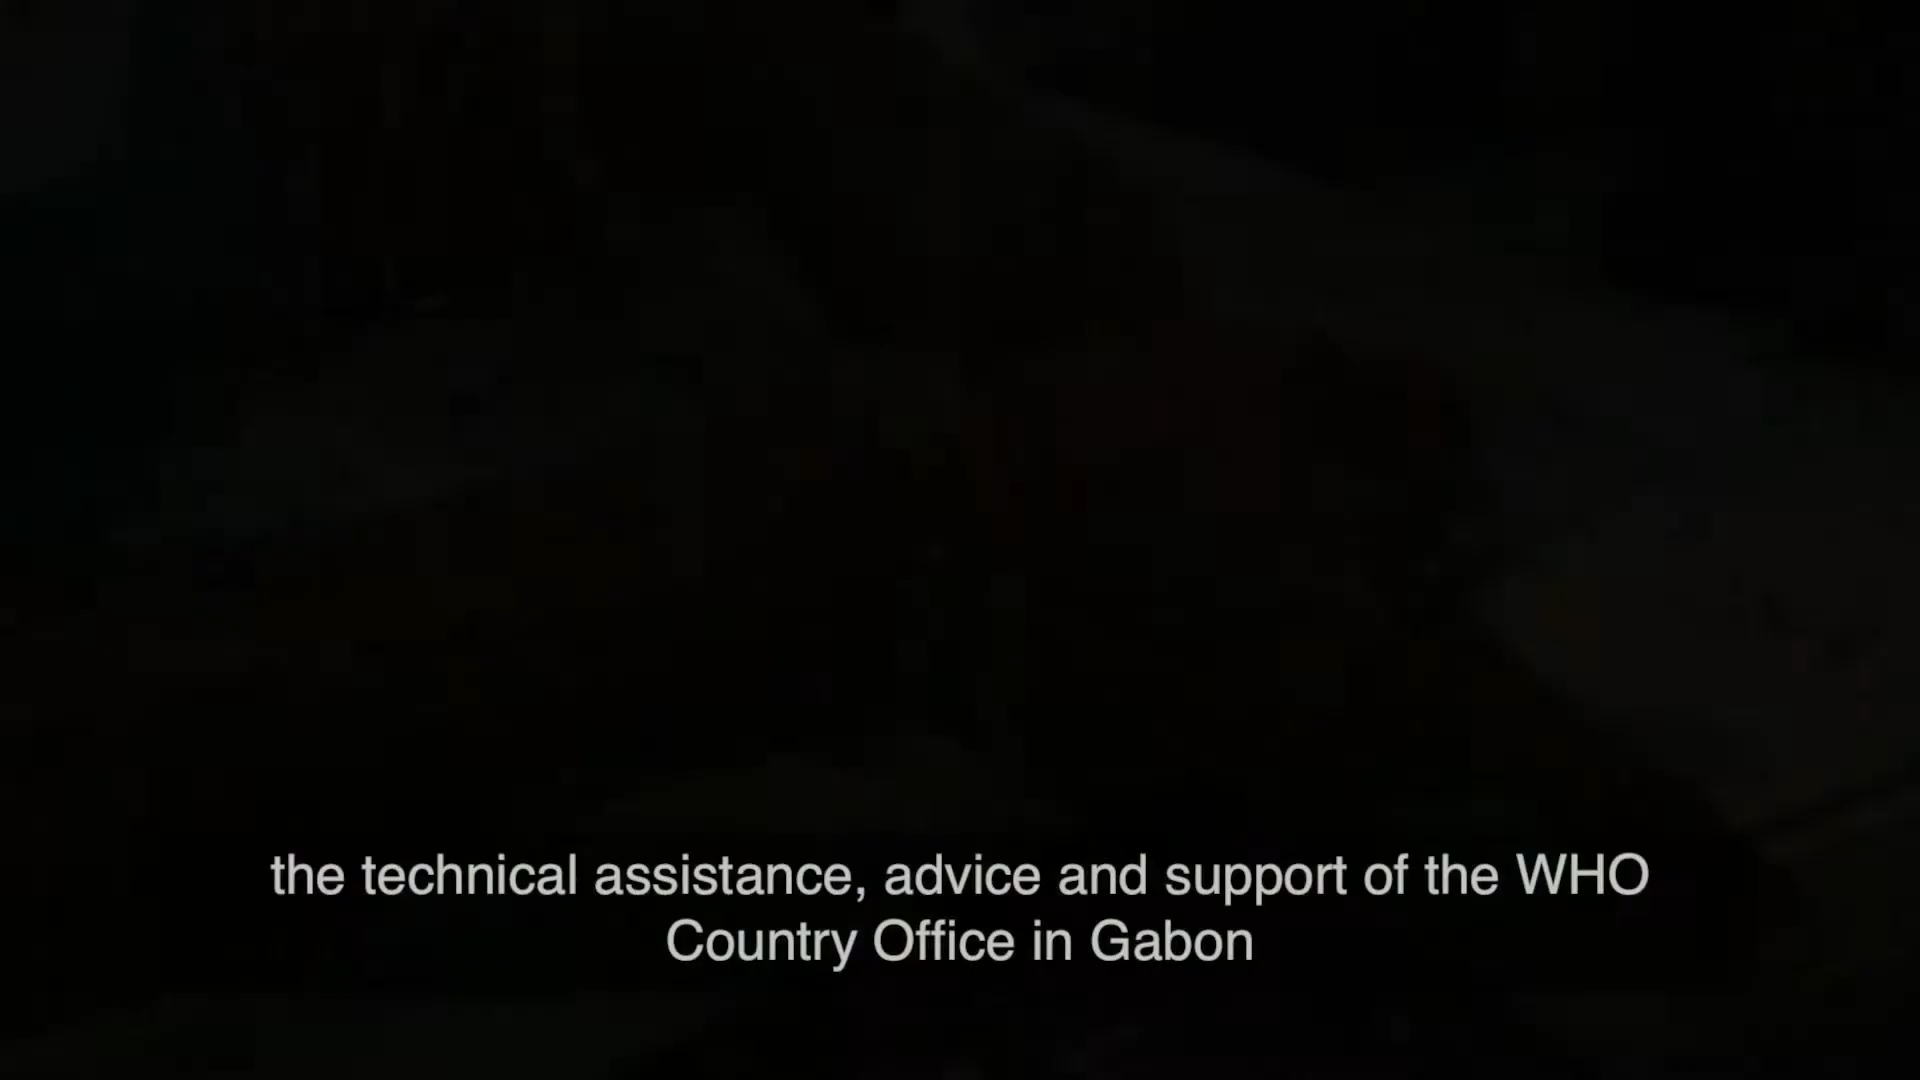 the technical assistance, advice and support of the WHO
Country Office in Gabon